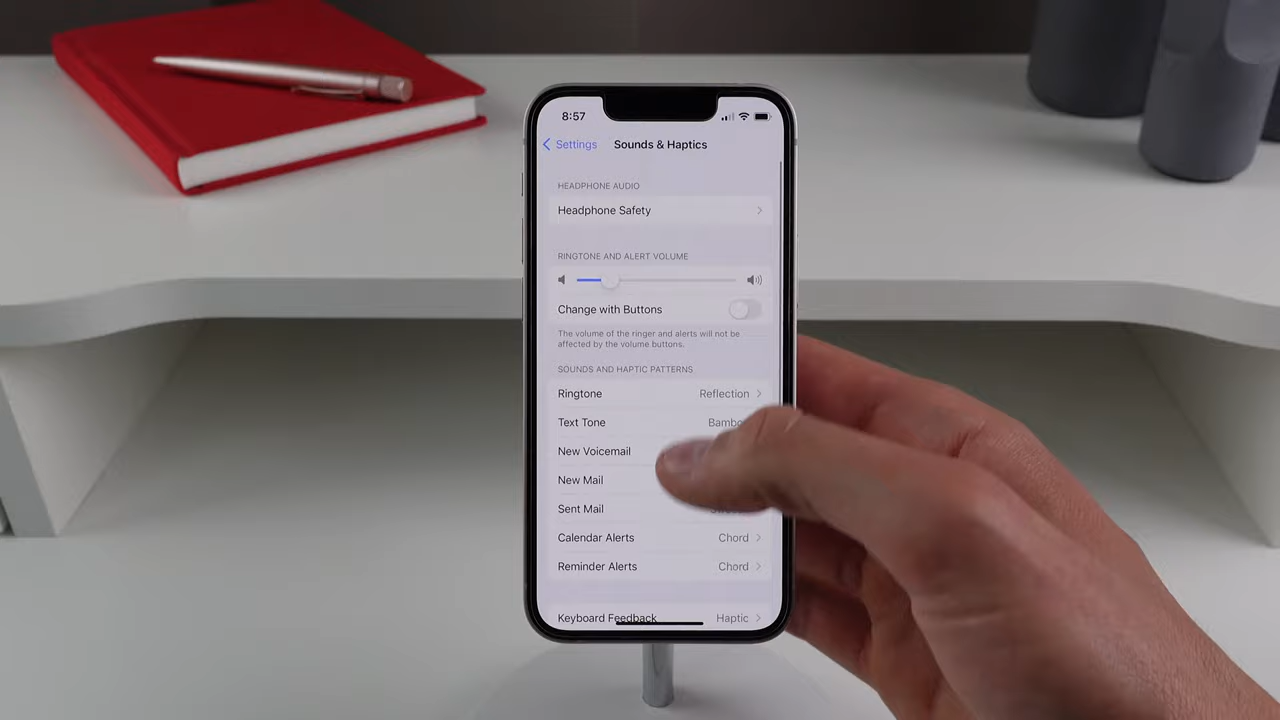 8:57
Settings
Sounds & Haptics
HEADPHONE AUDIO
Headphone Safety
RINGTONE AND ALERT VOLUME
Change with Buttons
The volume of the ringer and alerts will not be
affected by the volume buttons.
SOUNDS AND HAPTIC PATTERNS
Ringtone Reflection
Text Tone
New Voicemail
New Mail
Sent Mail
Calendar Alerts Chord
Reminder Alerts Chord
Keyboard Feedback Haptic